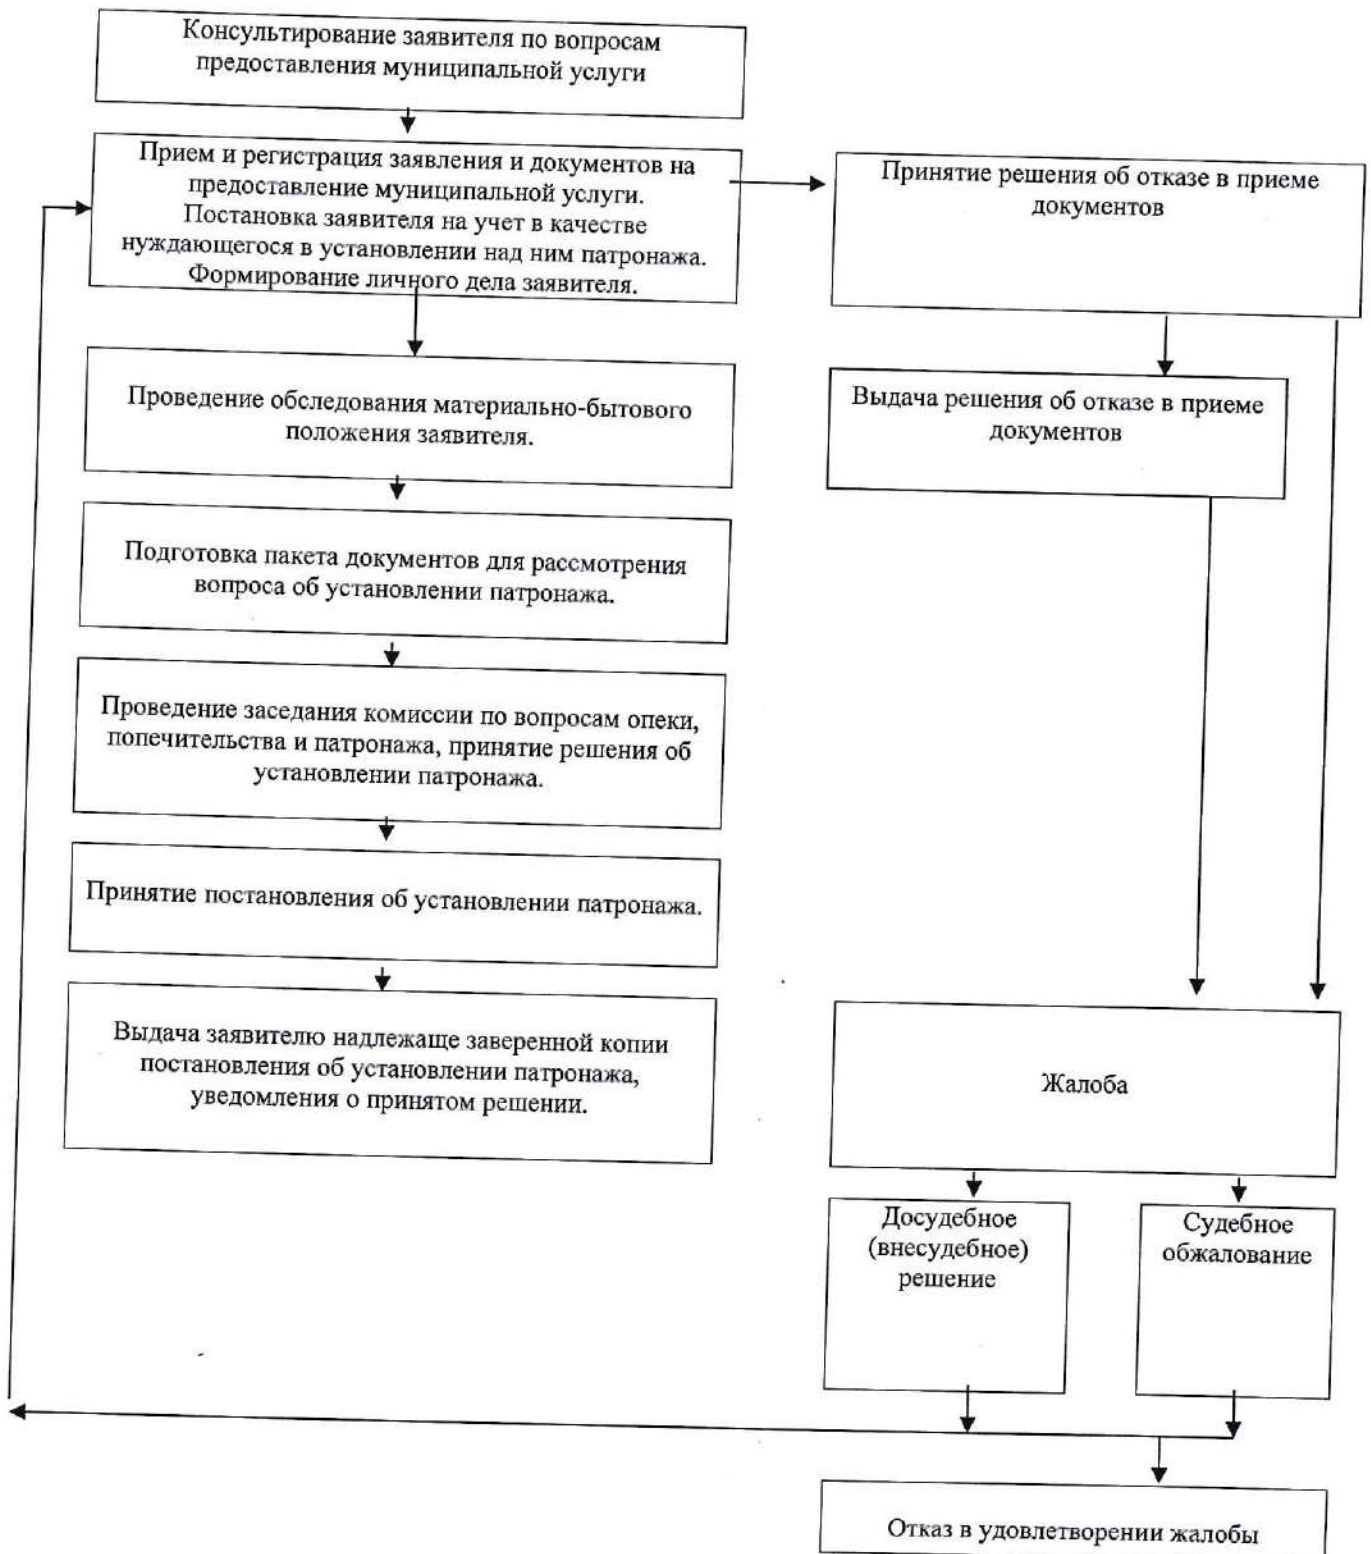 Консультирование заявителя по вопросам
предоставления муниципальной услуги
Прием и регистрация заявления и документов на
предоставление муниципальной услуги.
Постановка заявителя на учет в качестве
нуждающегося в установлении над ним патронажа.
Формирование личного дела заявителя.
Принятие решения об отказе в приеме
документов
Проведение обследования материально-бытового
положения заявителя.
Выдача решения об отказе в приеме
документов
Подготовка пакета документов для рассмотрения
вопроса об установлении патронажа.
Проведение заседания комиссии по вопросам опеки,
попечительства и патронажа, принятие решения об
установлении патронажа.
Принятие постановления об установлении патронажа.
Выдача заявителю надлежаще заверенной копии
постановления об установлении патронажа,
уведомления о принятом решении.
Жалоба
Досудебное
(внесудебное)
решение
Судебное
обжалование
Отказ в удовлетворении жалобы